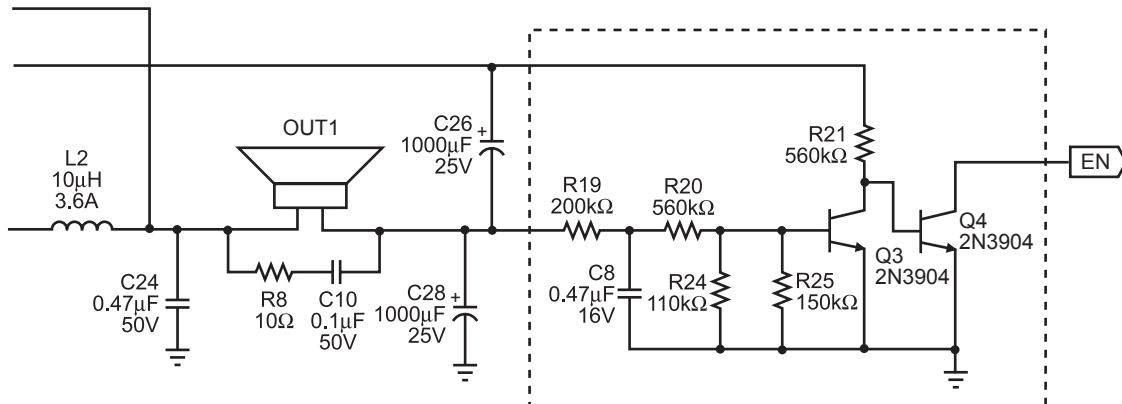 OUT1
C26
1000μF
25V
+
R21
560kΩ
EN
L2
10μH
3.6A
R19
200kΩ
R20
560kΩ
Q4
2N3904
Q3
2N3904
C24
0.47μF
50V
R8
10Ω
C10
0.1μF
50V
C28
1000μF
25V
+
C8
0.47μF
16V
R24
110kΩ
R25
150kΩ